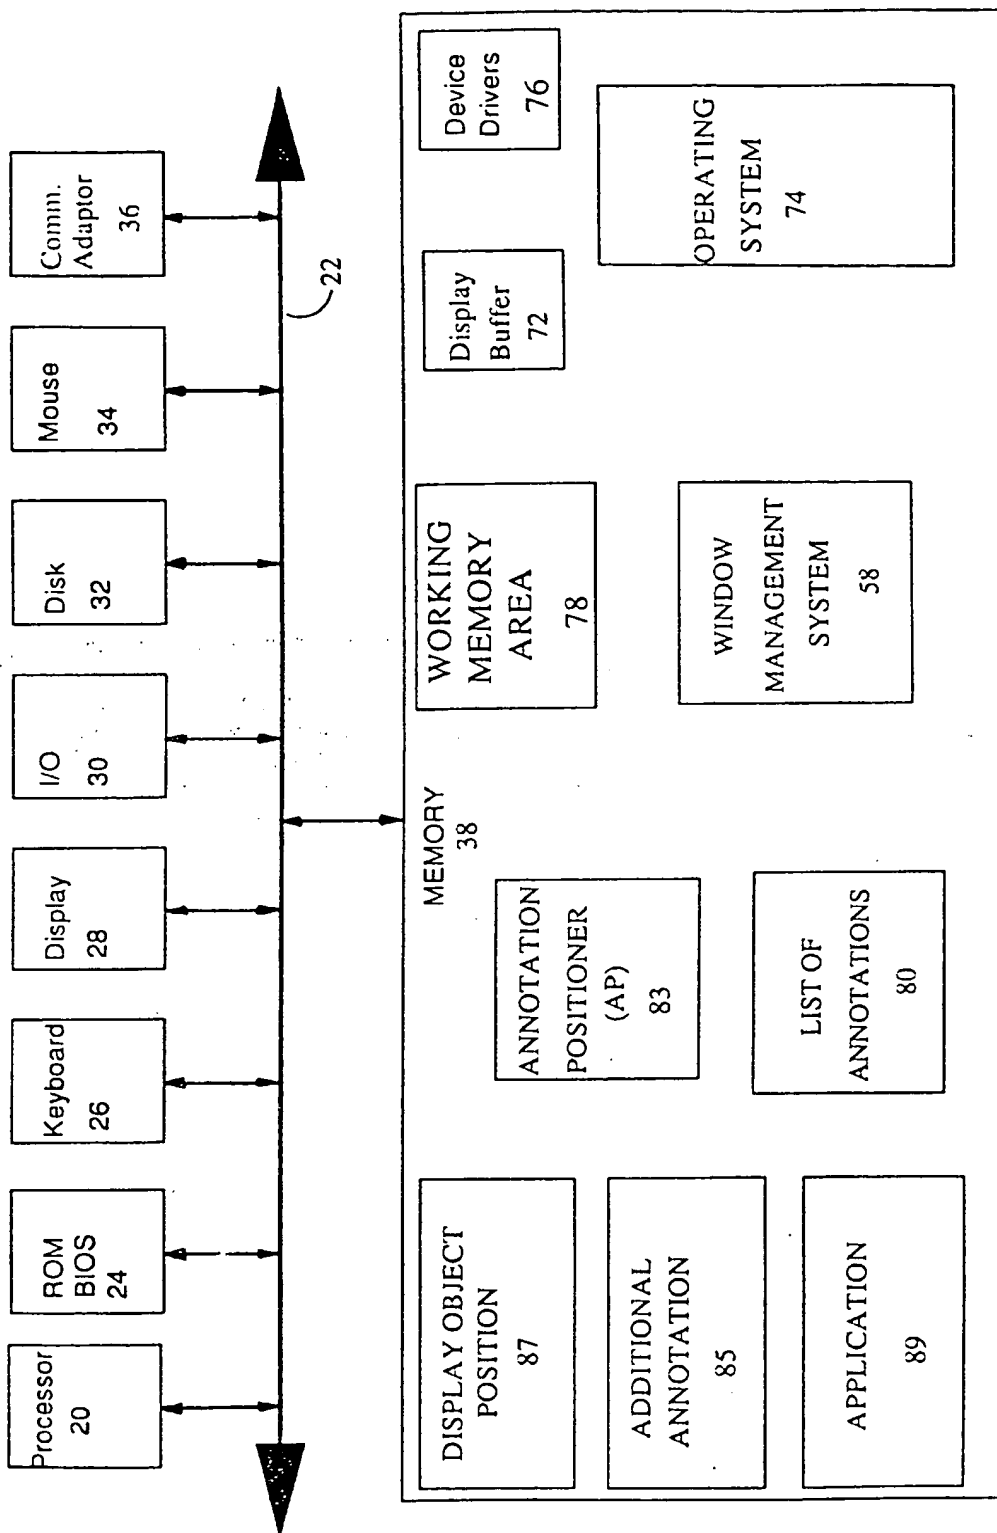 Processor
20
ROM
BIOS
24
Keyboard
26
Display
28
I/O
30
Disk
32
Mouse
34
Comm.
Adaptor
36
22
MEMORY
38
DISPLAY OBJECT
POSITION
87
ADDITIONAL
ANNOTATION
85
APPLICATION
89
ANNOTATION
POSITIONER
(AP)
83
LIST OF
ANNOTATIONS
80
WORKING
MEMORY
AREA
78
WINDOW
MANAGEMENT
SYSTEM
58
Display
Buffer
72
Device
Drivers
76
OPERATING
SYSTEM
74